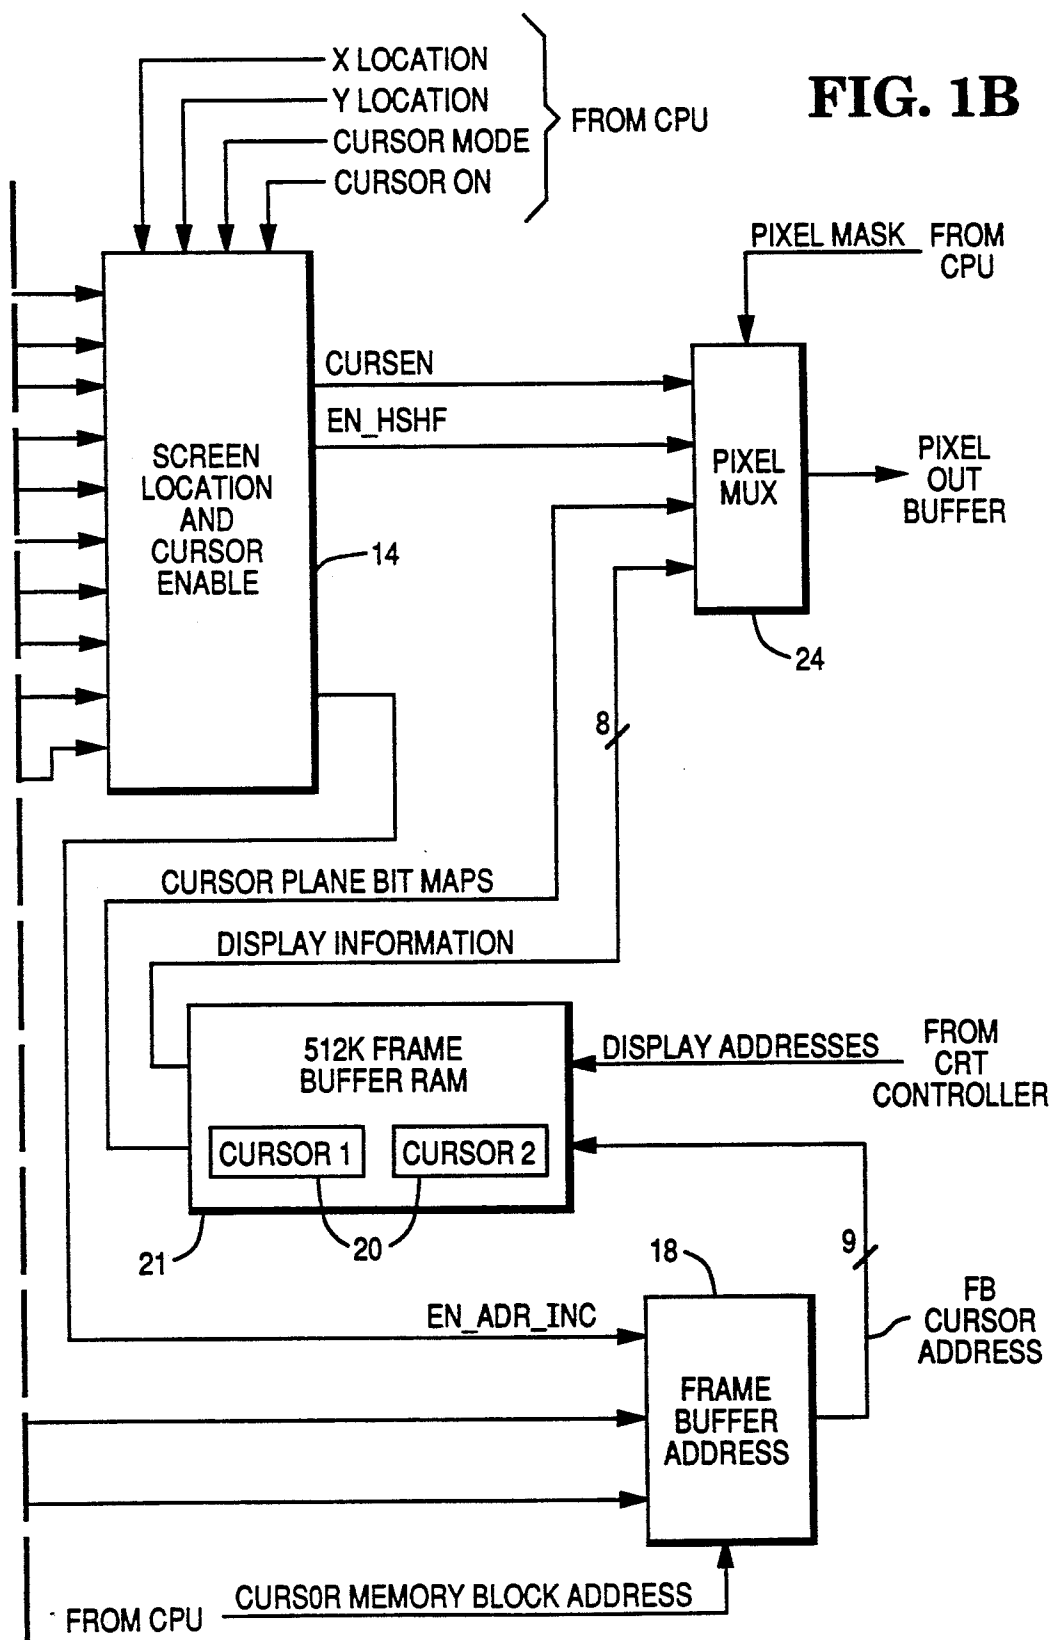 X LOCATION
Y LOCATION
CURSOR MODE
CURSOR ON
FROM CPU
FIG. 1B
PIXEL MASK
FROM
CPU
CURSEN
EN_HSHF
SCREEN
LOCATION
AND
CURSOR
ENABLE
14
PIXEL
MUX
PIXEL
OUT
BUFFER
24
8
CURSOR PLANE BIT MAPS
DISPLAY INFORMATION
512K FRAME
BUFFER RAM
CURSOR 1
CURSOR 2
DISPLAY ADDRESSES
FROM
CRT
CONTROLLER
21
20
18
9
EN_ADR_INC
FB
CURSOR
ADDRESS
FRAME
BUFFER
ADDRESS
FROM CPU
CURSOR MEMORY BLOCK ADDRESS